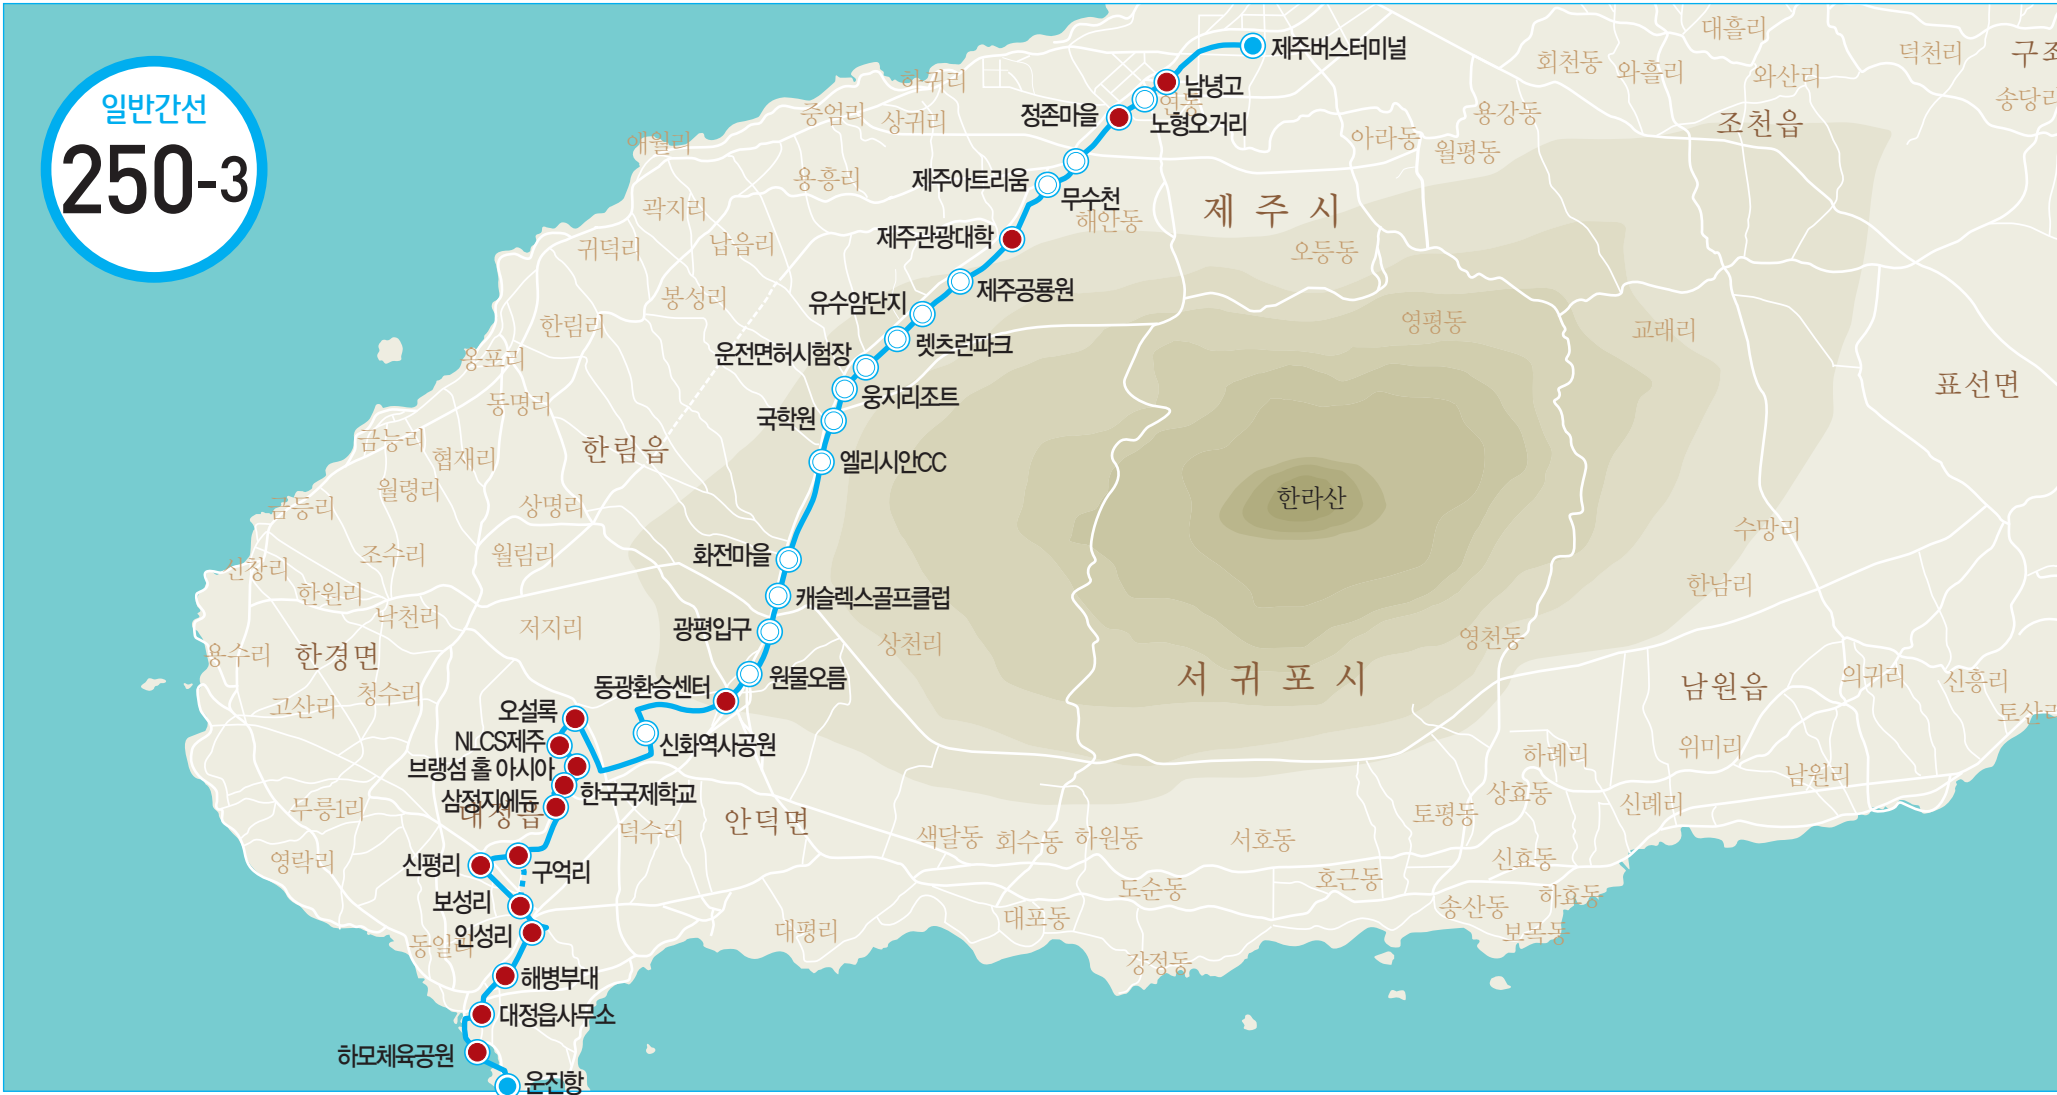 일반간선
250-3
제주버스터미널
남녕고
노형오거리
정존마을
제주아트리움
무수천
제주관광대학
제주공룡원
유수암단지
렛츠런파크
운전면허시험장
웅지리조트
국학원
엘리시안CC
화전마을
캐슬렉스골프클럽
광평입구
원물오름
동광환승센터
신화역사공원
오설록
NLCS제주
브랭섬 홀 아시아
한국국제학교
삼정지에듀
구억리
신평리
보성리
인성리
해병부대
대정읍사무소
하모체육공원
운진항
대흘리
회천동
와흘리
와산리
덕천리
송당리
하귀리
중엄리
상귀리
연동
용강동
조천읍
애월리
아라동
월평동
용흥리
곽지리
제주시
해안동
귀덕리
납읍리
오등동
봉성리
한림리
영평동
교래리
옹포리
동명리
표선면
금능리
협재리
한림읍
월령리
금등리
상명리
한라산
수망리
신창리
조수리
월림리
한원리
낙천리
저지리
한남리
용수리
한경면
상천리
영천동
서귀포시
고산리
청수리
남원읍
의귀리
신흥리
토산리
하례리
위미리
남원리
무릉1리
대정읍
덕수리
안덕면
색달동
회수동
하원동
서호동
토평동
상효동
신례리
영락리
신효동
호근동
도순동
하효동
송산동
보목동
동일리
대평리
대포동
강정동